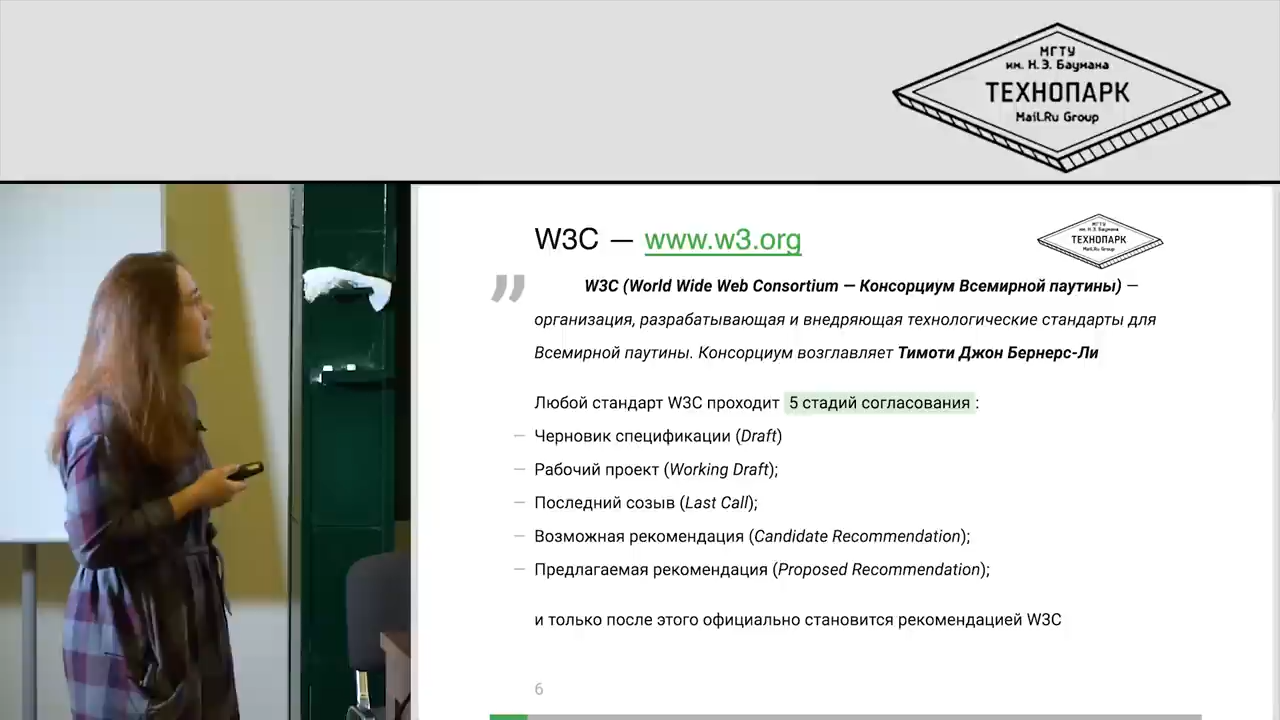 МГТУ
им. Н.Э. Баумана
ТЕХНОПАРК
Mail.Ru Group
W3C — www.w3.org
МГТУ
им. Н.Э. Баумана
ТЕХНОПАРК
Mail.Ru Group
” W3C (World Wide Web Consortium — Консорциум Всемирной паутины) —
организация, разрабатывающая и внедряющая технологические стандарты для
Всемирной паутины. Консорциум возглавляет Тимоти Джон Бернерс-Ли
Любой стандарт W3C проходит 5 стадий согласования :
— Черновик спецификации (Draft)
— Рабочий проект (Working Draft);
— Последний созыв (Last Call);
— Возможная рекомендация (Candidate Recommendation);
— Предлагаемая рекомендация (Proposed Recommendation);
и только после этого официально становится рекомендацией W3C
6